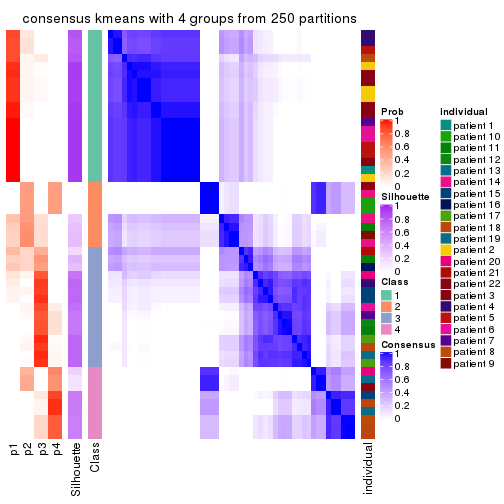 consensus kmeans with 4 groups from 250 partitions
Prob
1
0.8
0.6
0.4
0.2
0
Silhouette
1
0.8
0.6
0.4
0.2
0
Class
1
2
3
4
Consensus
1
0.8
0.6
0.4
0.2
0
individual
patient 1
patient 10
patient 11
patient 12
patient 13
patient 14
patient 15
patient 16
patient 17
patient 18
patient 19
patient 2
patient 20
patient 21
patient 22
patient 3
patient 4
patient 5
patient 6
patient 7
patient 8
patient 9
p1
p2
p3
p4
Silhouette
Class
individual